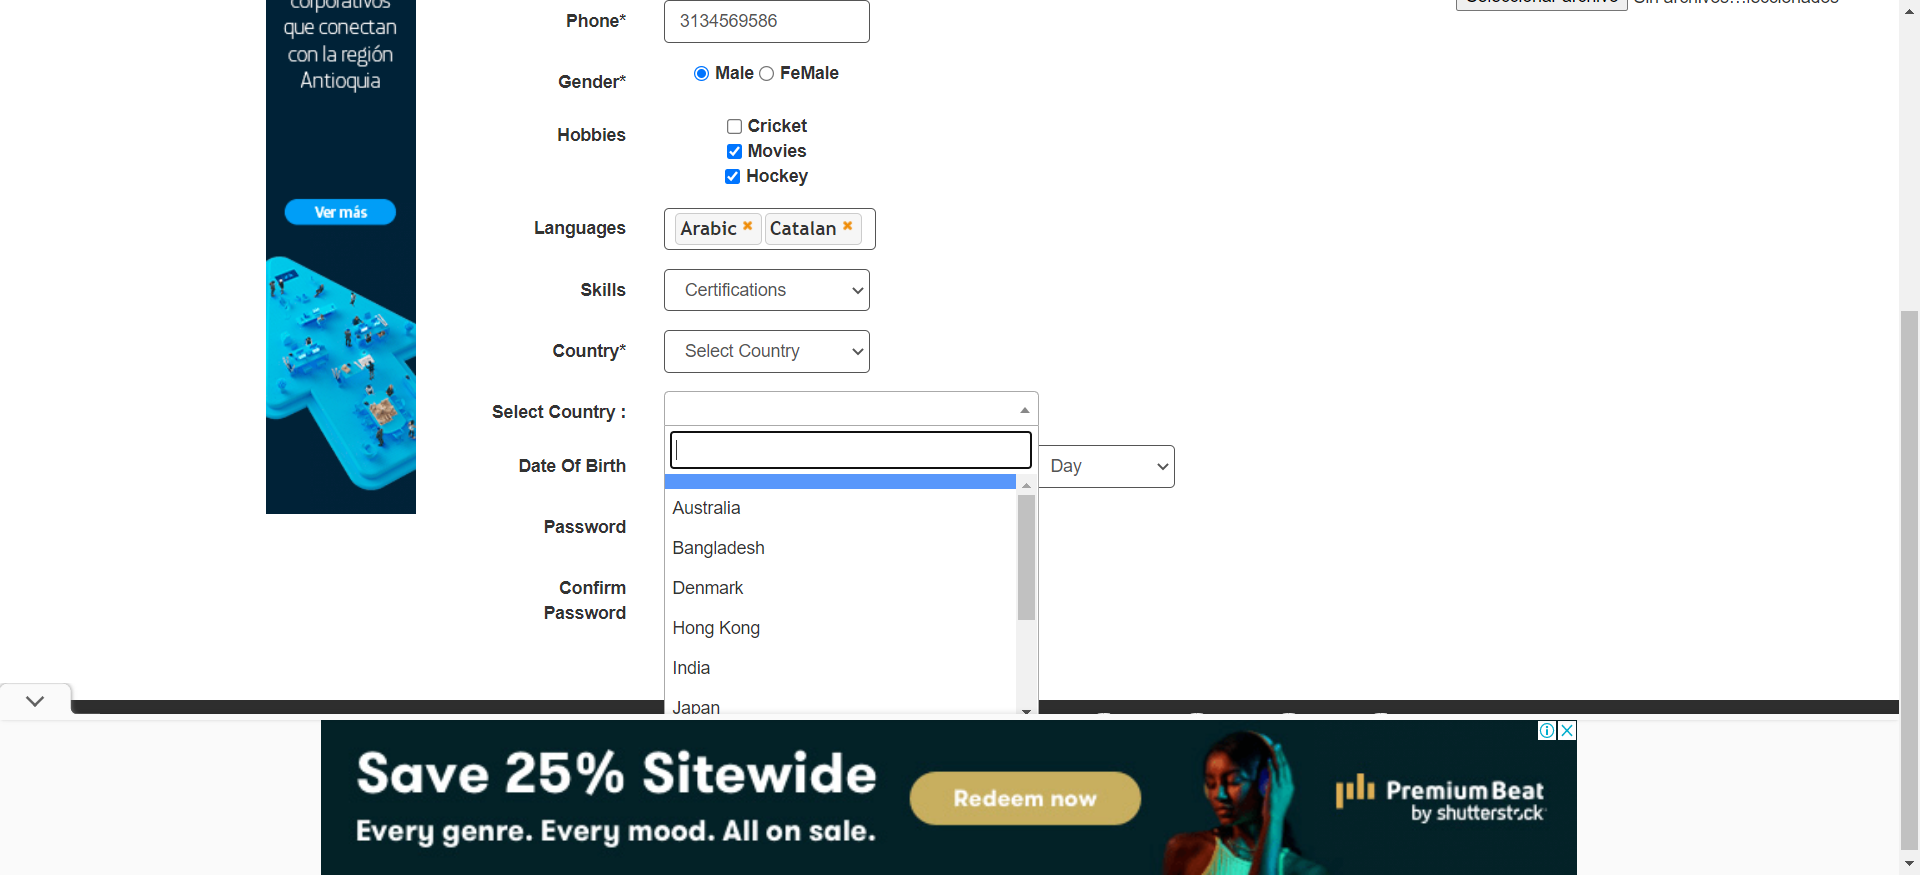 corporativos
que conectan
con la región
Antioquia
Ver más
Phone*
3134569586
Gender*
Male FeMale
Hobbies
Cricket
Movies
Hockey
Languages
Arabic Catalan
Skills
Certifications
Country*
Select Country
Select Country :
Date Of Birth
Day
Australia
Bangladesh
Denmark
Hong Kong
India
Japan
Password
Confirm
Password
Seleccionar archivo Sin archivos…leccionados
Save 25% Sitewide
Every genre. Every mood. All on sale.
Redeem now
PremiumBeat
by shutterstock